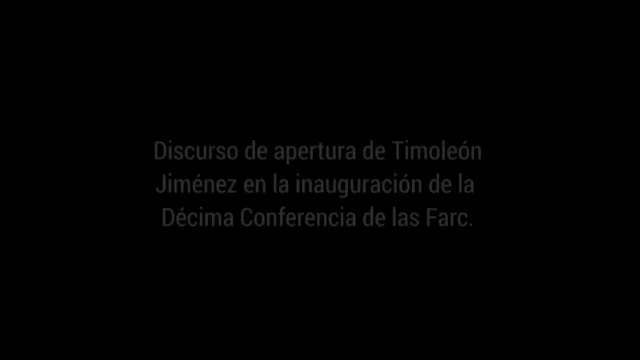 Discurso de apertura de Timoleón
Jiménez en la inauguración de la
Décima Conferencia de las Farc.